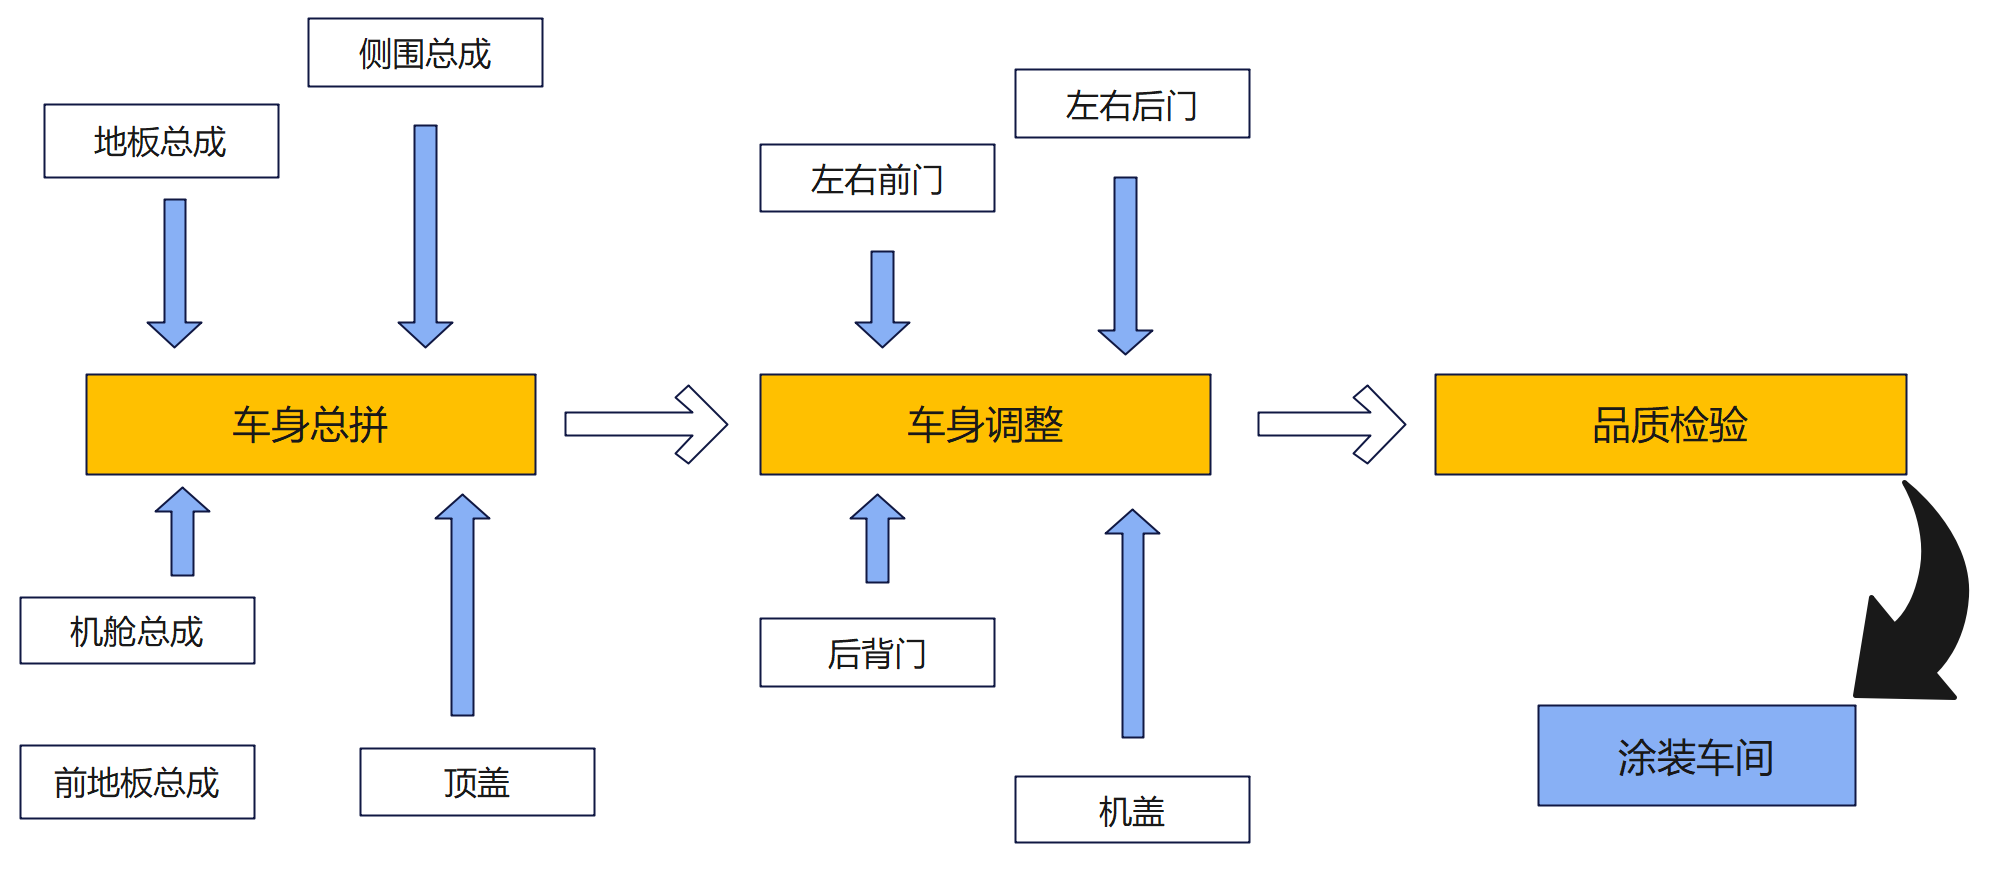 侧围总成
地板总成
左右后门
左右前门
车身总拼
车身调整
品质检验
机舱总成
后背门
前地板总成
顶盖
机盖
涂装车间